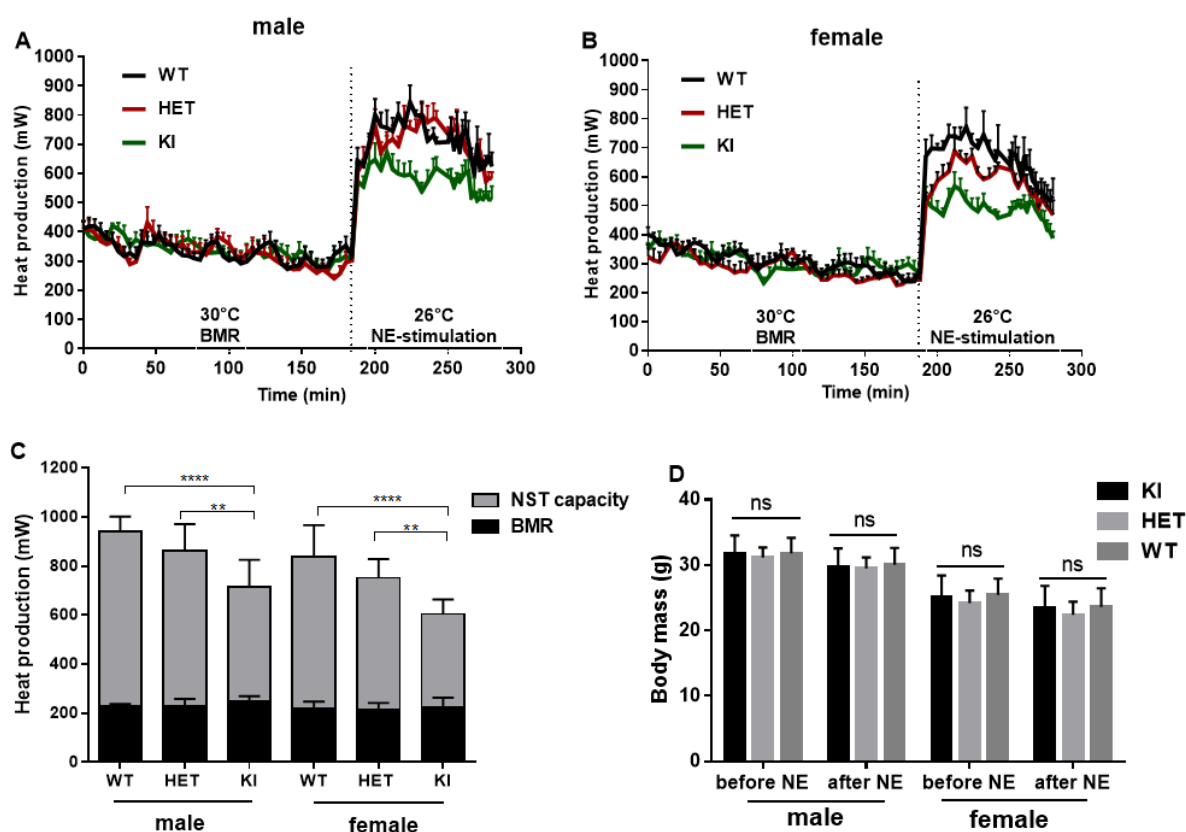 male
A
1000
900
800
700
600
500
400
300
200
100
0
Heat production (mW)
WT
HET
KI
30°C
BMR
26°C
NE-stimulation
0 50 100 150 200 250 300
Time (min)
female
B
1000
900
800
700
600
500
400
300
200
100
0
Heat production (mW)
WT
HET
KI
30°C
BMR
26°C
NE-stimulation
0 50 100 150 200 250 300
Time (min)
C
1200
1000
800
600
400
200
0
Heat production (mW)
**** 
**
****
**
NST capacity
BMR
WT HET KI WT HET KI
male female
D
40
30
20
10
0
Body mass (g)
ns ns ns ns
KI
HET
WT
before NE after NE before NE after NE
male female